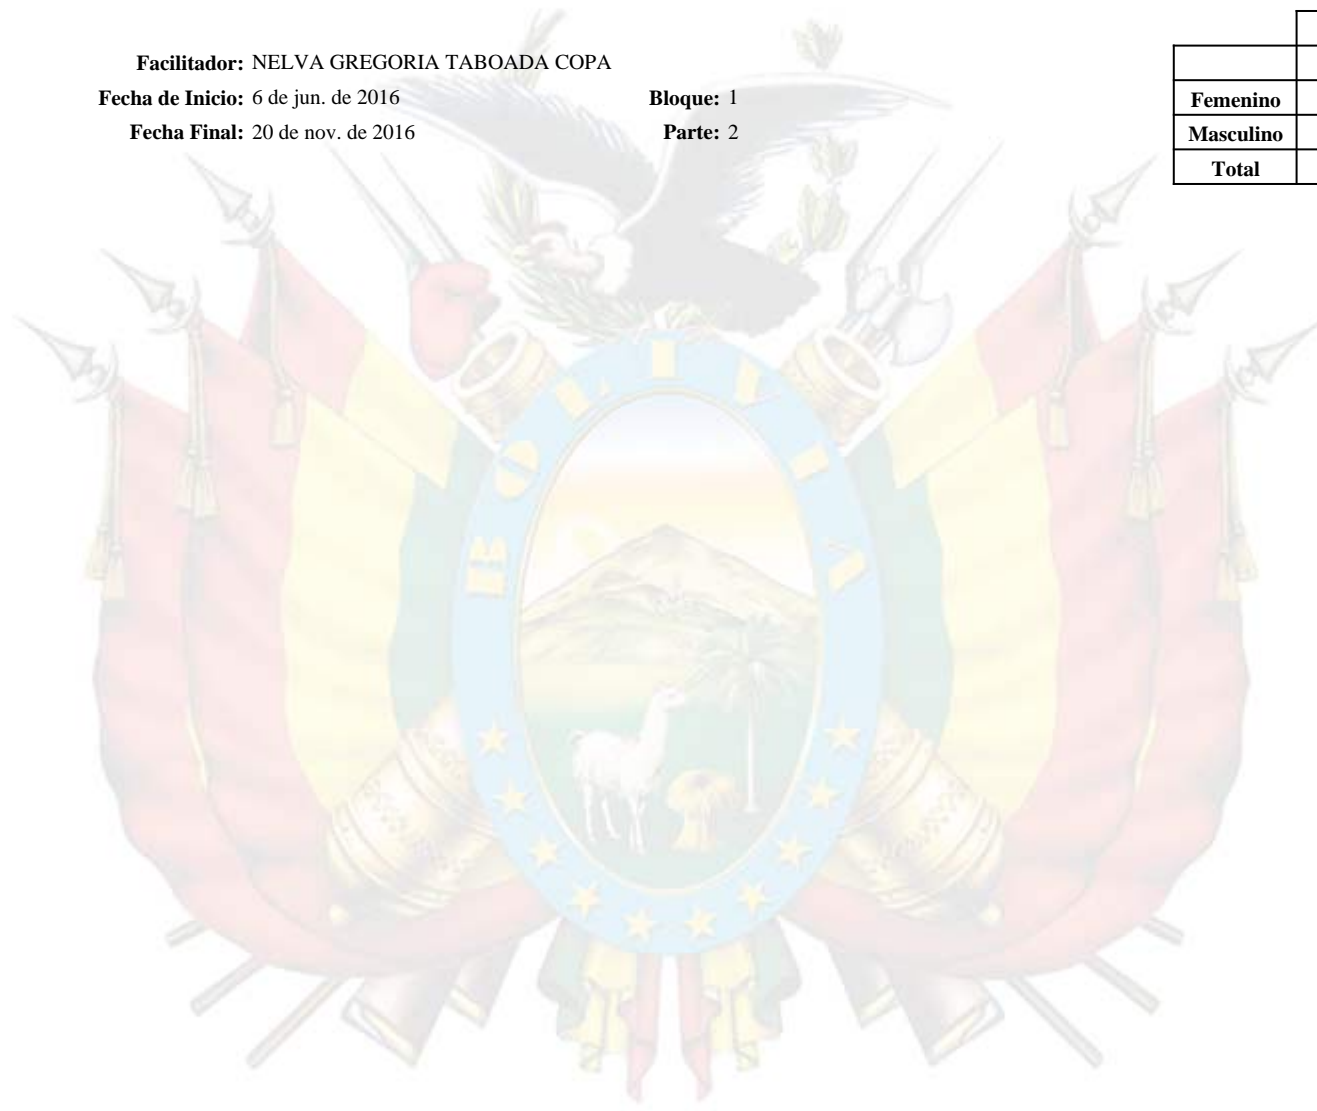 Facilitador: NELVA GREGORIA TABOADA COPA
Fecha de Inicio: 6 de jun. de 2016 Bloque: 1
Fecha Final: 20 de nov. de 2016 Parte: 2
Femenino
Masculino
Total
BOLIVIA